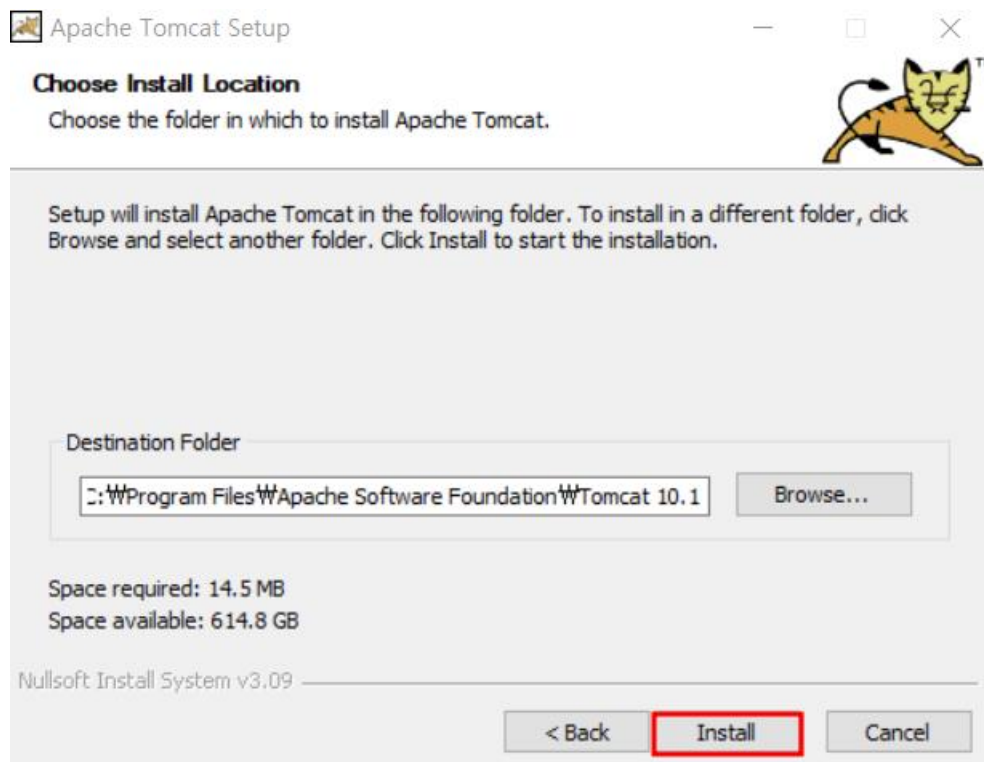 Apache Tomcat Setup
Choose Install Location
Choose the folder in which to install Apache Tomcat.
Setup will install Apache Tomcat in the following folder. To install in a different folder, click
Browse and select another folder. Click Install to start the installation.
Destination Folder
C:₩Program Files₩Apache Software Foundation₩Tomcat 10.1
Browse...
Space required: 14.5 MB
Space available: 614.8 GB
Nullsoft Install System v3.09
< Back
Install
Cancel